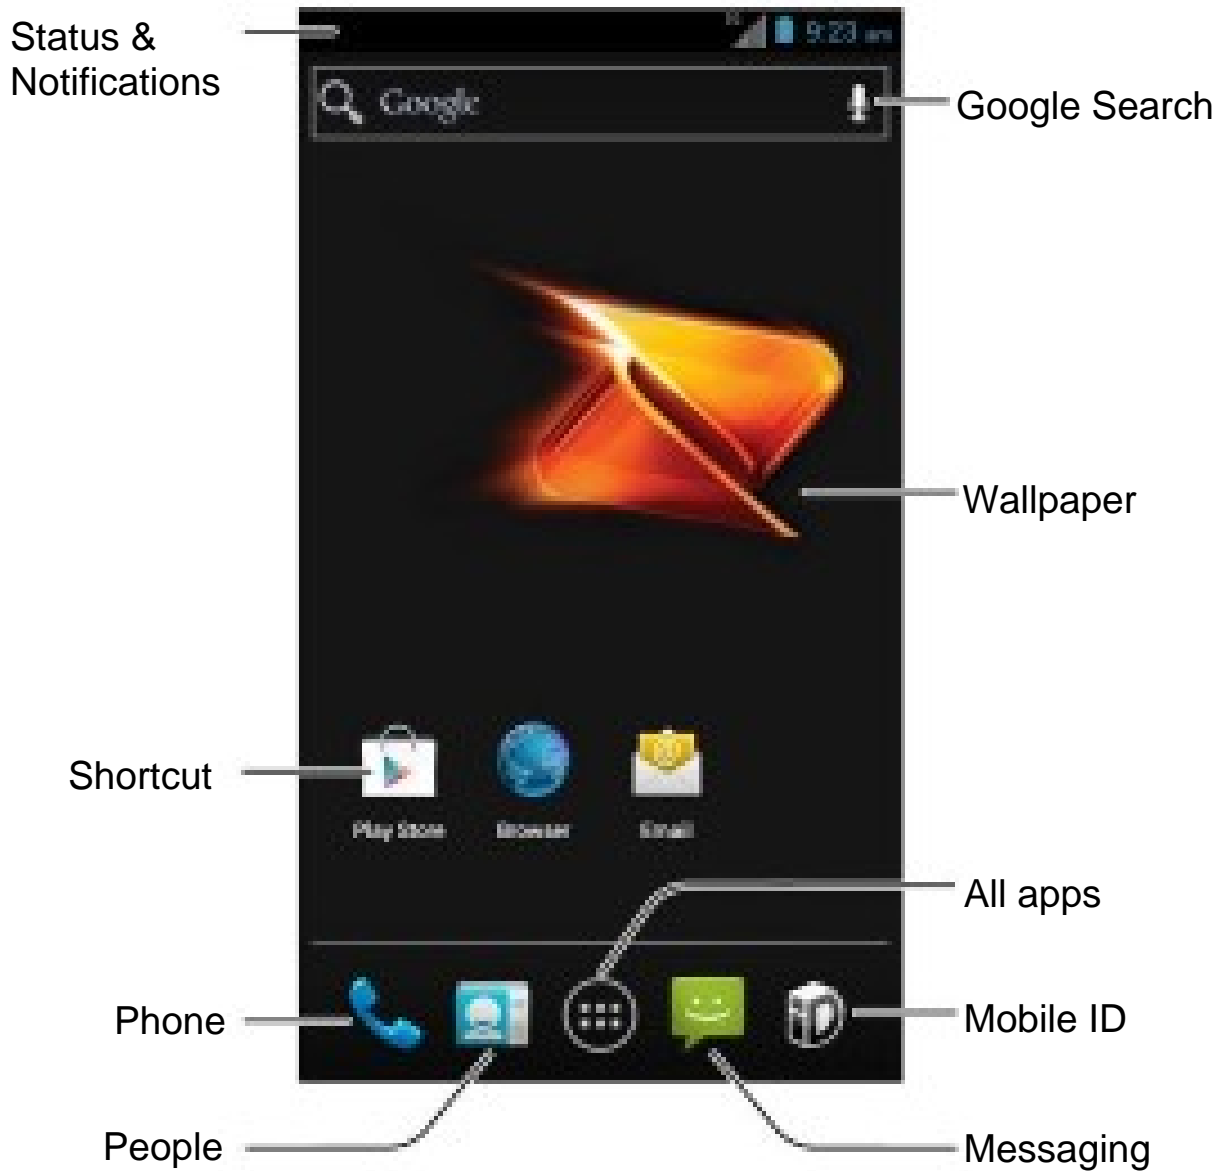 Status &
Notifications
9:23 am
Google
Google Search
Wallpaper
Shortcut
Play Store
Browser
Email
All apps
Phone
Mobile ID
People
Messaging